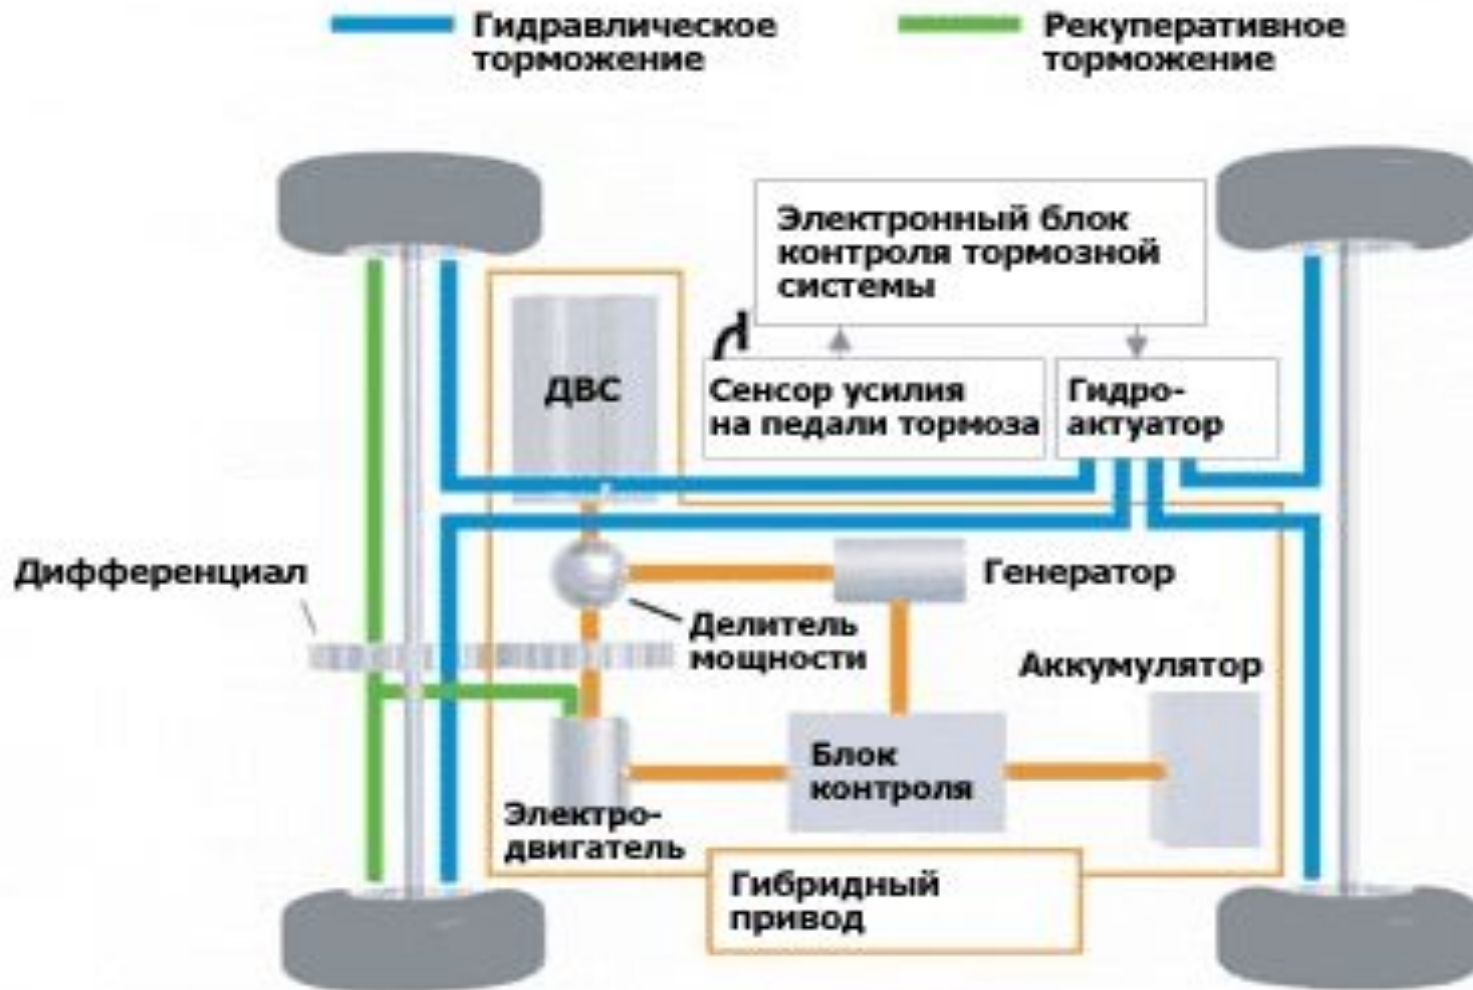 Гидравлическое
торможение
Рекуперативное
торможение
Электронный блок
контроля тормозной
системы
ДВС
Сенсор усилия
на педали тормоза
Гидро-
актуатор
Дифференциал
Генератор
Делитель
мощности
Аккумулятор
Блок
контроля
Электро-
двигатель
Гибридный
привод